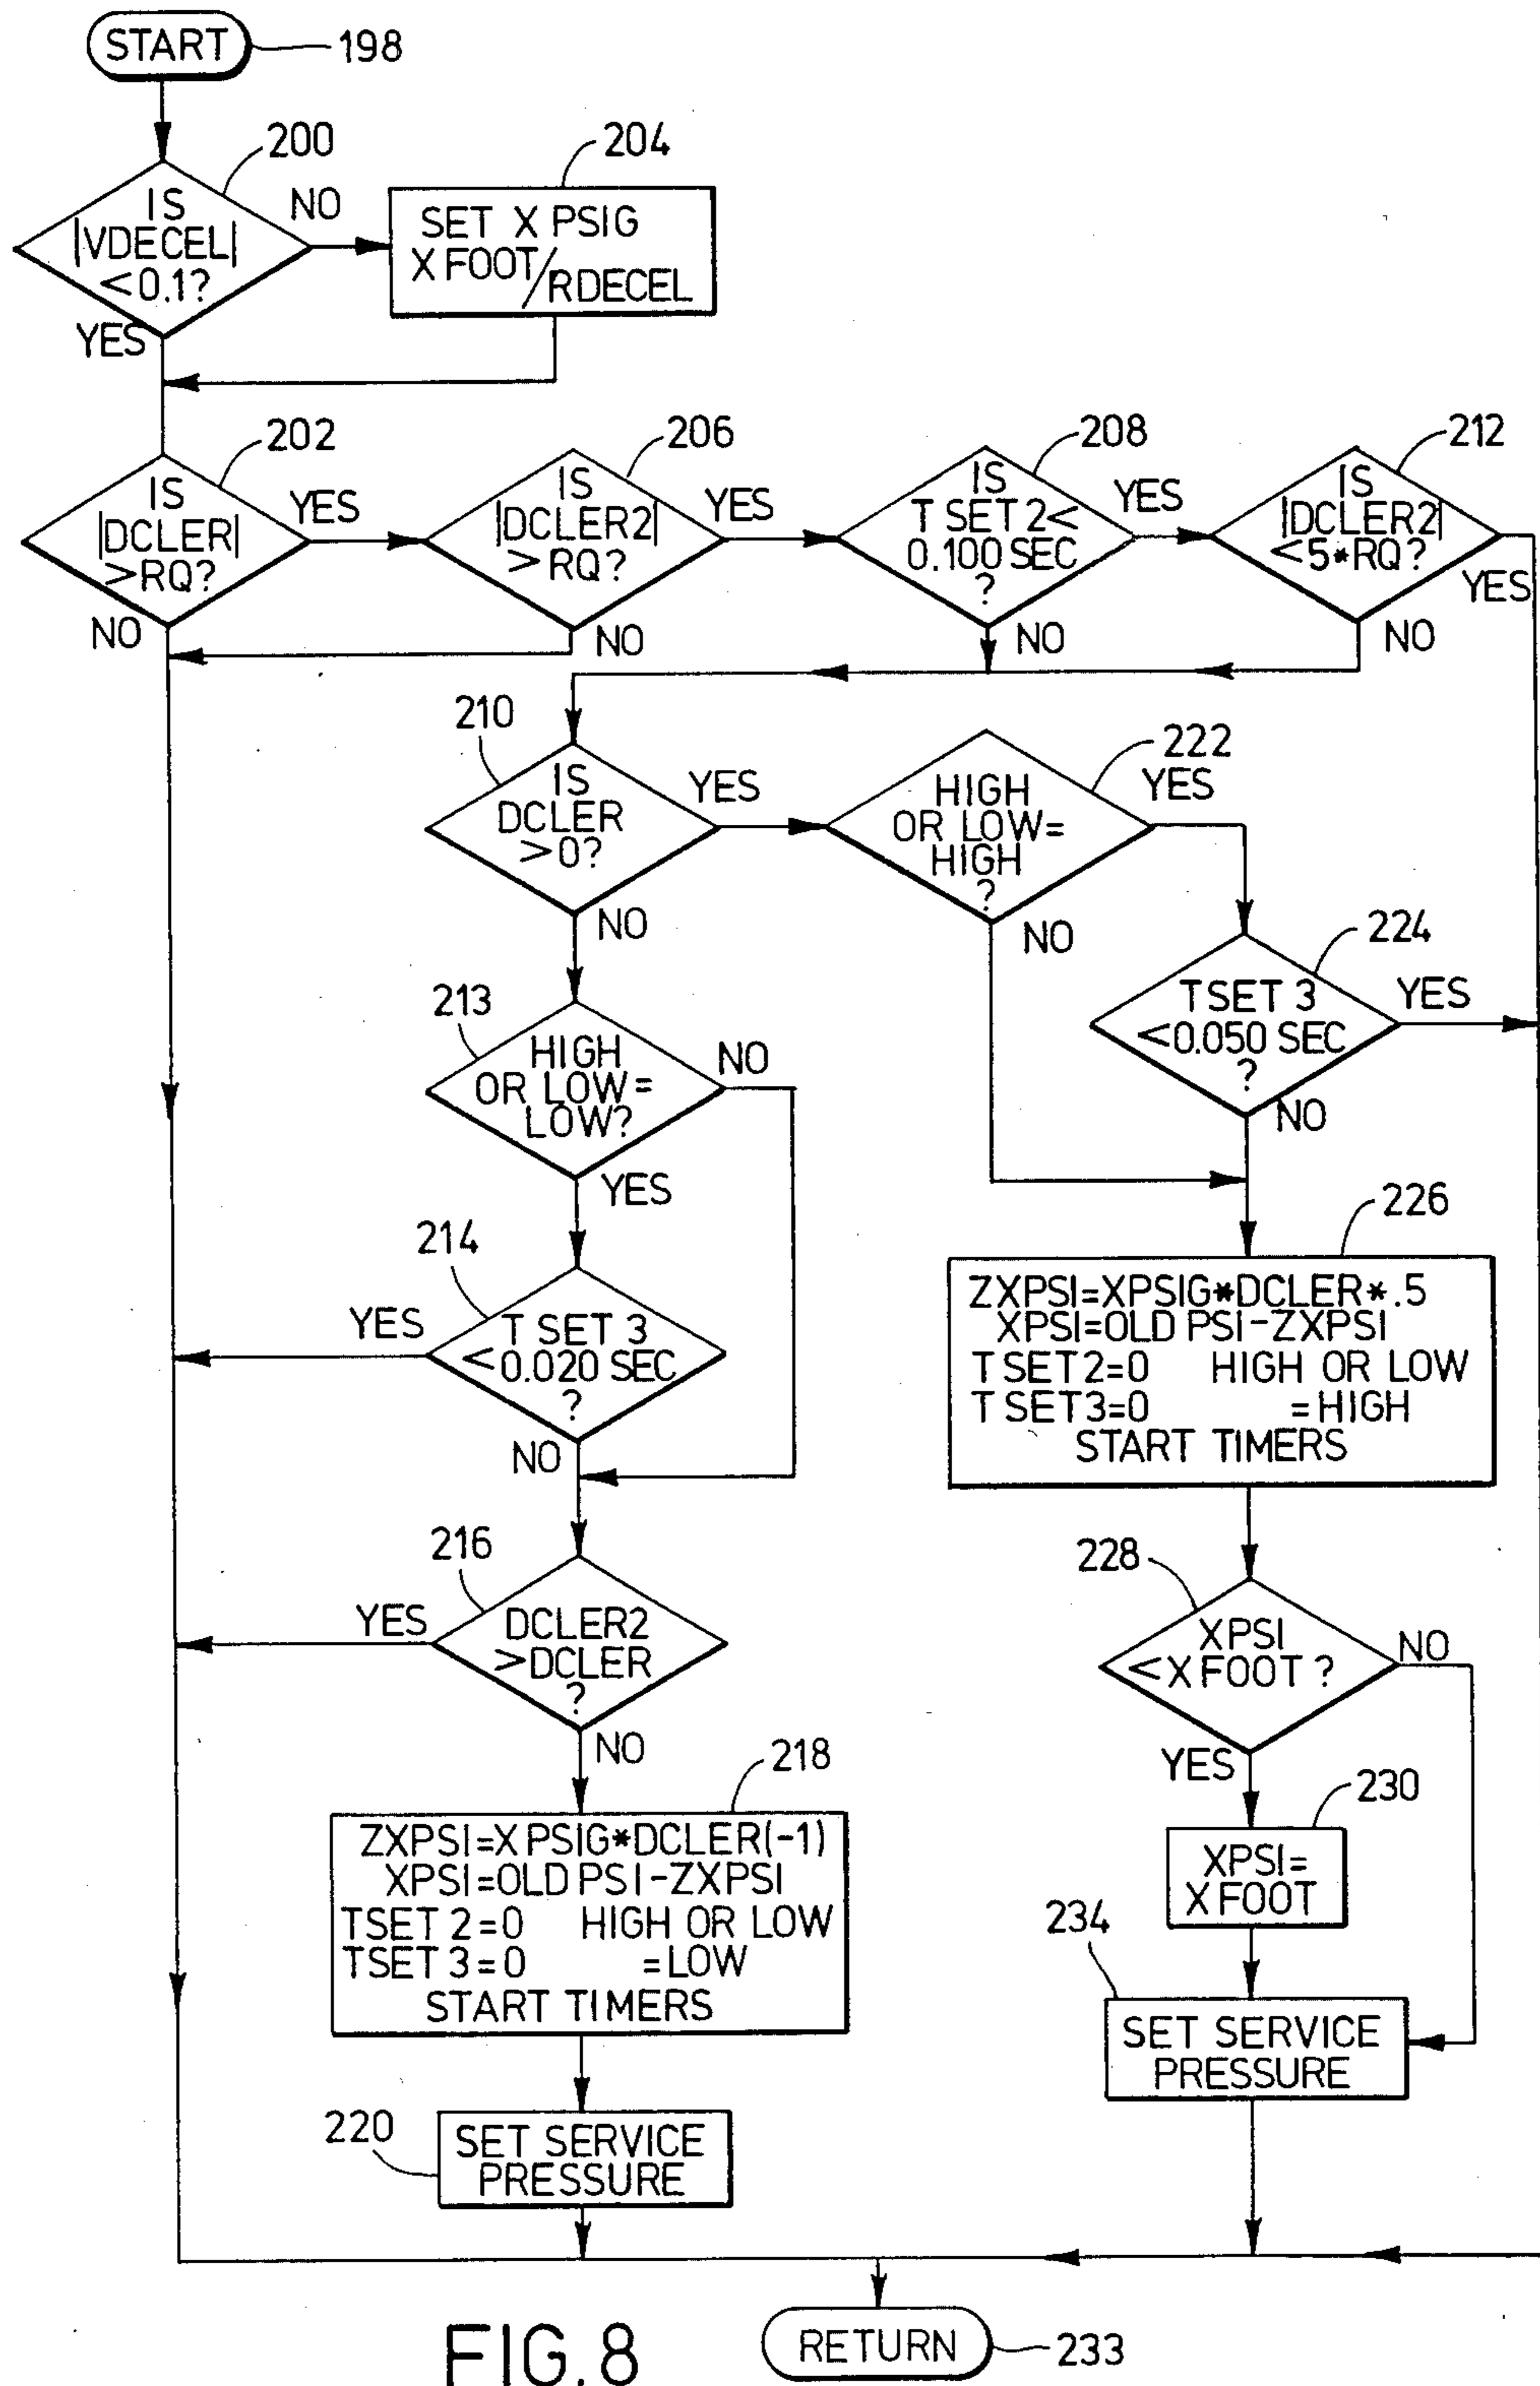 START
198
200
IS
|VDECEL|
<0.1?
NO
YES
204
SET X PSIG
X FOOT/RDECEL
202
IS
|DCLER|
>RQ?
YES
NO
206
IS
|DCLER2|
>RQ?
YES
NO
208
IS
T SET 2<
0.100 SEC
?
YES
NO
212
IS
|DCLER2|
<5*RQ?
YES
NO
210
IS
DCLER
>0?
YES
NO
222
HIGH
OR LOW=
HIGH
?
YES
NO
224
TSET 3
<0.050 SEC
?
YES
NO
213
HIGH
OR LOW=
LOW?
NO
YES
214
T SET 3
<0.020 SEC
?
YES
NO
226
ZXPSI=XPSIG*DCLER*.5
XPSI=OLD PSI-ZXPSI
T SET2=0 HIGH OR LOW
T SET3=0 =HIGH
START TIMERS
216
DCLER2
>DCLER
?
YES
NO
228
XPSI
<X FOOT?
NO
YES
218
ZXPSI=XPSIG*DCLER(-1)
XPSI=OLD PSI-ZXPSI
TSET 2=0 HIGH OR LOW
TSET 3=0 =LOW
START TIMERS
230
XPSI=
X FOOT
234
SET SERVICE
PRESSURE
220
SET SERVICE
PRESSURE
FIG. 8
RETURN
233